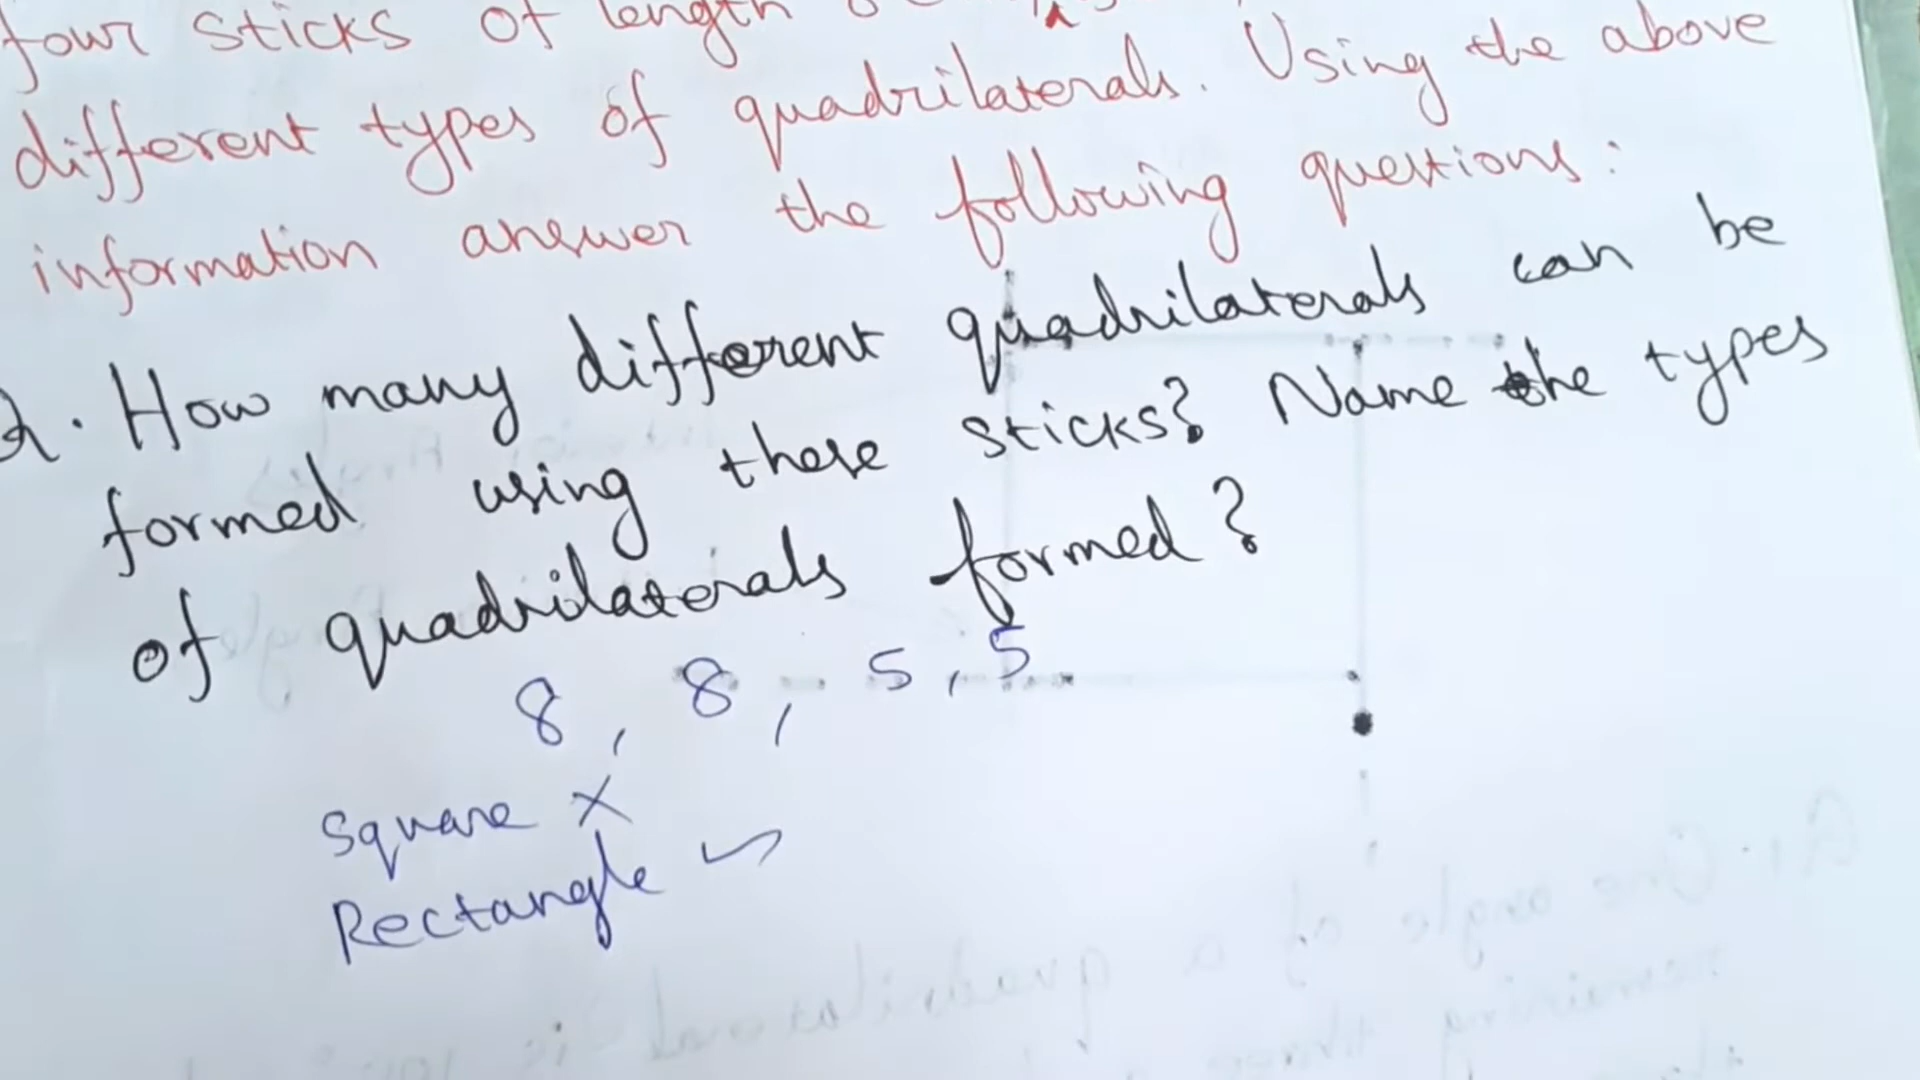 four sticks of length
different types of quadrilaterals. Using the above
information answer the following questions:
How many different quadrilaterals can be
formed using these sticks? Name the types
of quadrilaterals formed?
8, 8, 5, 5
Square ×
Rectangle ✓